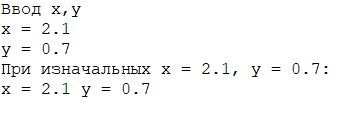 Ввод x,y
x = 2.1
y = 0.7
При изначальных x = 2.1, y = 0.7:
x = 2.1 y = 0.7